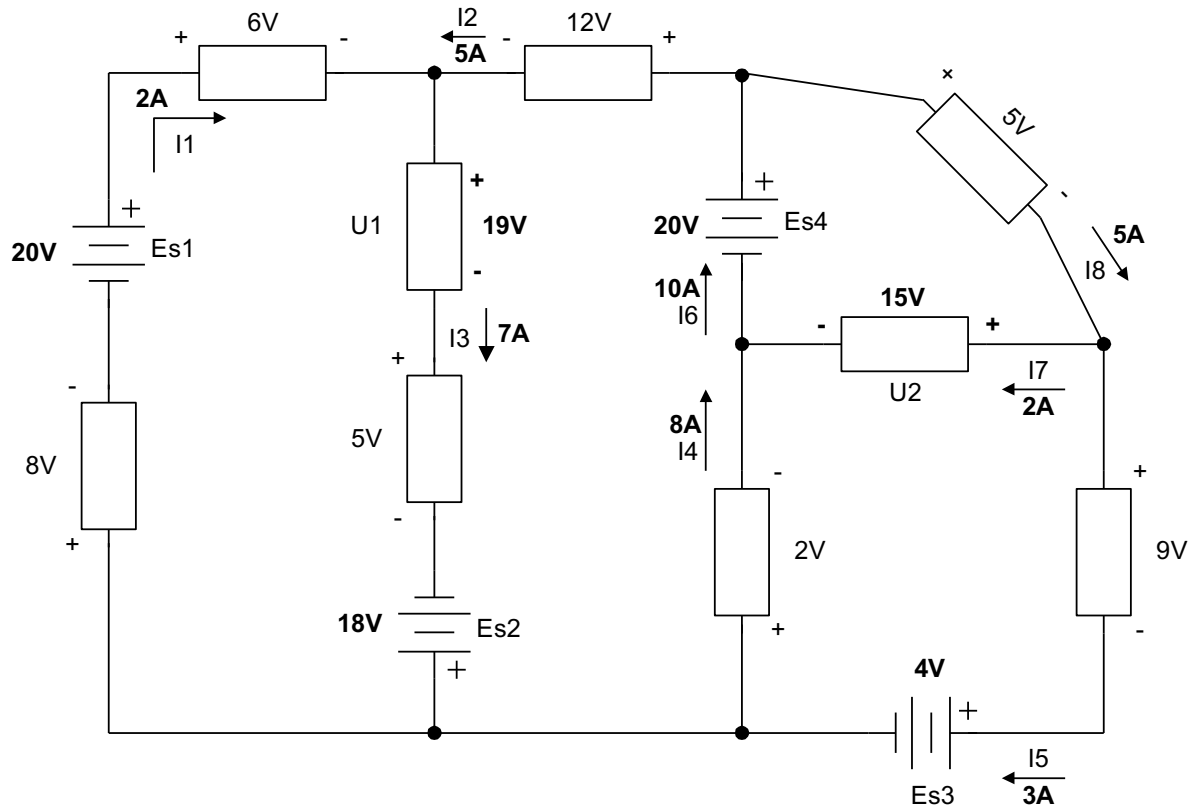 6V
+ -
I2
5A
12V
- +
2A
I1
+
5V
-
+
20V
Es1
U1
+
19V
-
+
20V
Es4
5A
I8
10A
I6
15V
- +
U2
I3
7A
+
5V
-
I7
2A
8A
I4
-
8V
+
-
2V
+
+
9V
-
18V
Es2
+
4V
+
Es3
I5
3A